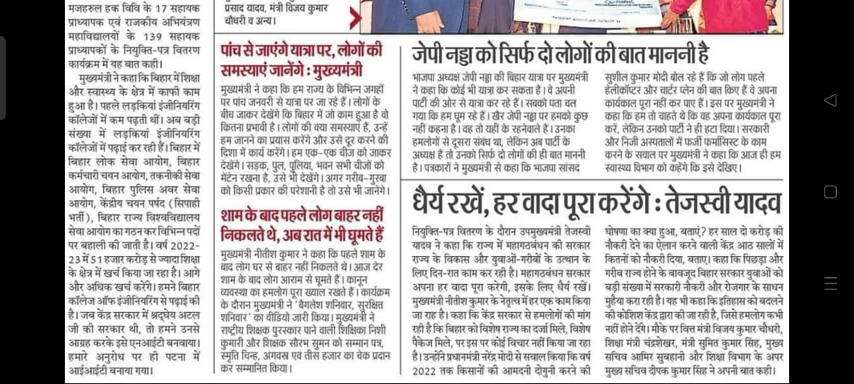 मजहरुल हक विवि के 17 सहायक
प्राध्यापक एवं राजकीय अभियंत्रण
महाविद्यालयों के 139 सहायक
प्राध्यापकों के नियुक्ति-पत्र वितरण
कार्यक्रम में यह बात कही।
मुख्यमंत्री ने कहा कि बिहार में शिक्षा
और स्वास्थ्य के क्षेत्र में काफी काम
हुआ है। पहले लड़कियां इंजीनियरिंग
कॉलेजों में कम पढ़ती थीं। अब बड़ी
संख्या में लड़कियां इंजीनियरिंग
कॉलेजों में पढ़ाई कर रही हैं। बिहार में
बिहार लोक सेवा आयोग, बिहार
कर्मचारी चयन आयोग, तकनीकी सेवा
आयोग, बिहार पुलिस अवर सेवा
आयोग, केंद्रीय चयन पर्षद (सिपाही
भर्ती), बिहार राज्य विश्वविद्यालय
सेवा आयोग का गठन कर विभिन्न पदों
पर बहाली की जाती है। वर्ष 2022-
23 में 51 हजार करोड़ से ज्यादा शिक्षा
के क्षेत्र में खर्च किया जा रहा है। आगे
और अधिक खर्च करेंगे। हमने बिहार
कॉलेज ऑफ इंजीनियरिंग से पढ़ाई की
है। जब केंद्र सरकार में श्रद्धेय अटल
जी की सरकार थी, तो हमने उनसे
आग्रह करके इसे एनआईटी बनवाया।
हमारे अनुरोध पर ही पटना में
आईआईटी बनाया गया।
प्रसाद यादव, मंत्री विजय कुमार
चौधरी व अन्य।
पांच से जाएंगे यात्रा पर, लोगों की
समस्याएं जानेंगे : मुख्यमंत्री
मुख्यमंत्री ने कहा कि हम राज्य के विभिन्न जगहों
पर पांच जनवरी से यात्रा पर जा रहे हैं। लोगों के
बीच जाकर देखेंगे कि बिहार में जो काम हुआ है वो
कितना प्रभावी है। लोगों की क्या समस्याएं हैं, उन्हें
हम जानने का प्रयास करेंगे और उसे दूर करने की
दिशा में कार्य करेंगे। हम एक-एक चीज को जाकर
देखेंगे। सड़क, पुल, पुलिया, भवन सभी चीजों को
मेंटेन रखना है, उसे भी देखेंगे। अगर गरीब-गुरबा
को किसी प्रकार की परेशानी है तो उसे भी जानेंगे।
शाम के बाद पहले लोग बाहर नहीं
निकलते थे, अब रात में भी घूमते हैं
मुख्यमंत्री नीतीश कुमार ने कहा कि पहले शाम के
बाद लोग घर से बाहर नहीं निकलते थे। आज देर
शाम के बाद लोग आराम से घूमते हैं। कानून
व्यवस्था का हमलोग पूरा ख्याल रखते हैं। कार्यक्रम
के दौरान मुख्यमंत्री ने 'बैगलेश शनिवार, सुरक्षित
शनिवार' का वीडियो जारी किया। मुख्यमंत्री ने
राष्ट्रीय शिक्षक पुरस्कार पाने वाली शिक्षिका निशी
कुमारी और शिक्षक सौरभ सुमन को सम्मान पत्र,
स्मृति चिन्ह, अंगवस्त्र एवं तीस हजार का चेक प्रदान
कर सम्मानित किया।
जेपी नड्डा को सिर्फ दो लोगों की बात माननी है
भाजपा अध्यक्ष जेपी नड्डा की बिहार यात्रा पर मुख्यमंत्री
ने कहा कि कोई भी यात्रा कर सकता है। वे अपनी
पार्टी की ओर से यात्रा कर रहे हैं। सबको पता चल
गया कि हम घूम रहे हैं। खैर जेपी नड्डा पर हमको कुछ
नहीं कहना है। वह तो यहीं के रहनेवाले हैं। उनका
हमलोगों से दूसरा संबंध था, लेकिन अब पार्टी के
अध्यक्ष हैं तो उनको सिर्फ दो लोगों की ही बात माननी
है। पत्रकारों ने मुख्यमंत्री से कहा कि भाजपा सांसद
सुशील कुमार मोदी बोल रहे हैं कि जो लोग पहले
हेलीकॉप्टर और चार्टर प्लेन की बात किए हैं वे अपना
कार्यकाल पूरा नहीं कर पाए हैं। इस पर मुख्यमंत्री ने
कहा कि हम तो चाहते थे कि वह अपना कार्यकाल पूरा
करें, लेकिन उनको पार्टी ने ही हटा दिया। सरकारी
और निजी अस्पतालों में फर्जी फार्मासिस्ट के काम
करने के सवाल पर मुख्यमंत्री ने कहा कि आज ही हम
स्वास्थ्य विभाग को कहेंगे कि इसे देखिए।
धैर्य रखें, हर वादा पूरा करेंगे : तेजस्वी यादव
नियुक्ति-पत्र वितरण के दौरान उपमुख्यमंत्री तेजस्वी
यादव ने कहा कि राज्य में महागठबंधन की सरकार
राज्य के विकास और युवाओं-गरीबों के उत्थान के
लिए दिन-रात काम कर रही है। महागठबंधन सरकार
अपना हर वादा पूरा करेगी, इसके लिए धैर्य रखें।
मुख्यमंत्री नीतीश कुमार के नेतृत्व में हर एक काम किया
जा राह है। कहा कि केंद्र सरकार से हमलोगों की मांग
रही है कि बिहार को विशेष राज्य का दर्जा मिले, विशेष
पैकेज मिले, पर इस पर कोई विचार नहीं किया जा रहा
है। उन्होंने प्रधानमंत्री नरेंद्र मोदी से सवाल किया कि वर्ष
2022 तक किसानों की आमदनी दोगुनी करने की
घोषणा का क्या हुआ, बताएं? हर साल दो करोड़ की
नौकरी देने का ऐलान करने वाली केंद्र आठ सालों में
कितनों को नौकरी दिया, बताए। कहा कि पिछड़ा और
गरीब राज्य होने के बावजूद बिहार सरकार युवाओं को
बड़ी संख्या में सरकारी नौकरी और रोजगार के साधन
मुहैया करा रही है। यह भी कहा कि इतिहास को बदलने
की कोशिश केंद्र द्वारा की जा रही है, जिसे हमलोग कभी
नहीं होने देंगे। मौके पर वित्त मंत्री विजय कुमार चौधरी,
शिक्षा मंत्री चंद्रशेखर, मंत्री सुमित कुमार सिंह, मुख्य
सचिव आमिर सुबहानी और शिक्षा विभाग के अपर
मुख्य सचिव दीपक कुमार सिंह ने अपनी बात कही।